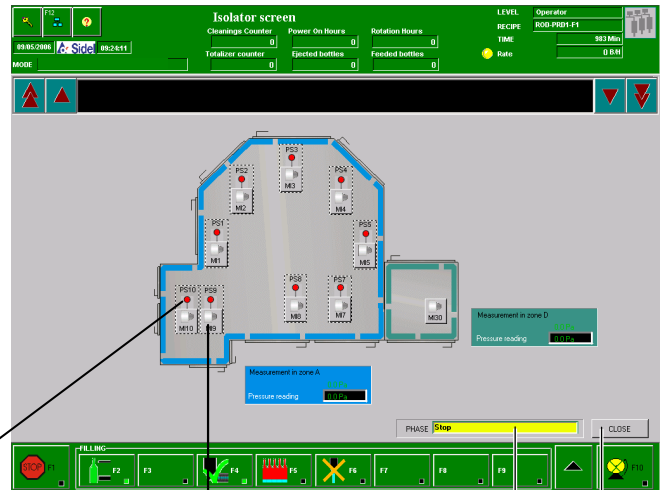 F12
?
Isolator screen
LEVEL Operator
RECIPE ROD-PRD1-F1
TIME 983 Min
Rate 0 B/H
Cleanings Counter Power On Hours Rotation Hours
0 0 0
09/05/2006 Sidel 09:24:11
Totalizer counter Ejected bottles Feeded bottles
0 0 0
MODE
PS3
MI3
PS2
MI2
PS4
MI4
PS1
MI1
PS5
MI5
PS10 PS9
MI10 MI9
PS8
MI8
PS7
MI7
MI30
Measurement in zone D
Pressure reading 0.0 Pa
Measurement in zone A
Pressure reading 0.0 Pa
PHASE Stop
CLOSE
FILLING
STOP F1 F2 F3 F4 F5 F6 F7 F8 F9 F10